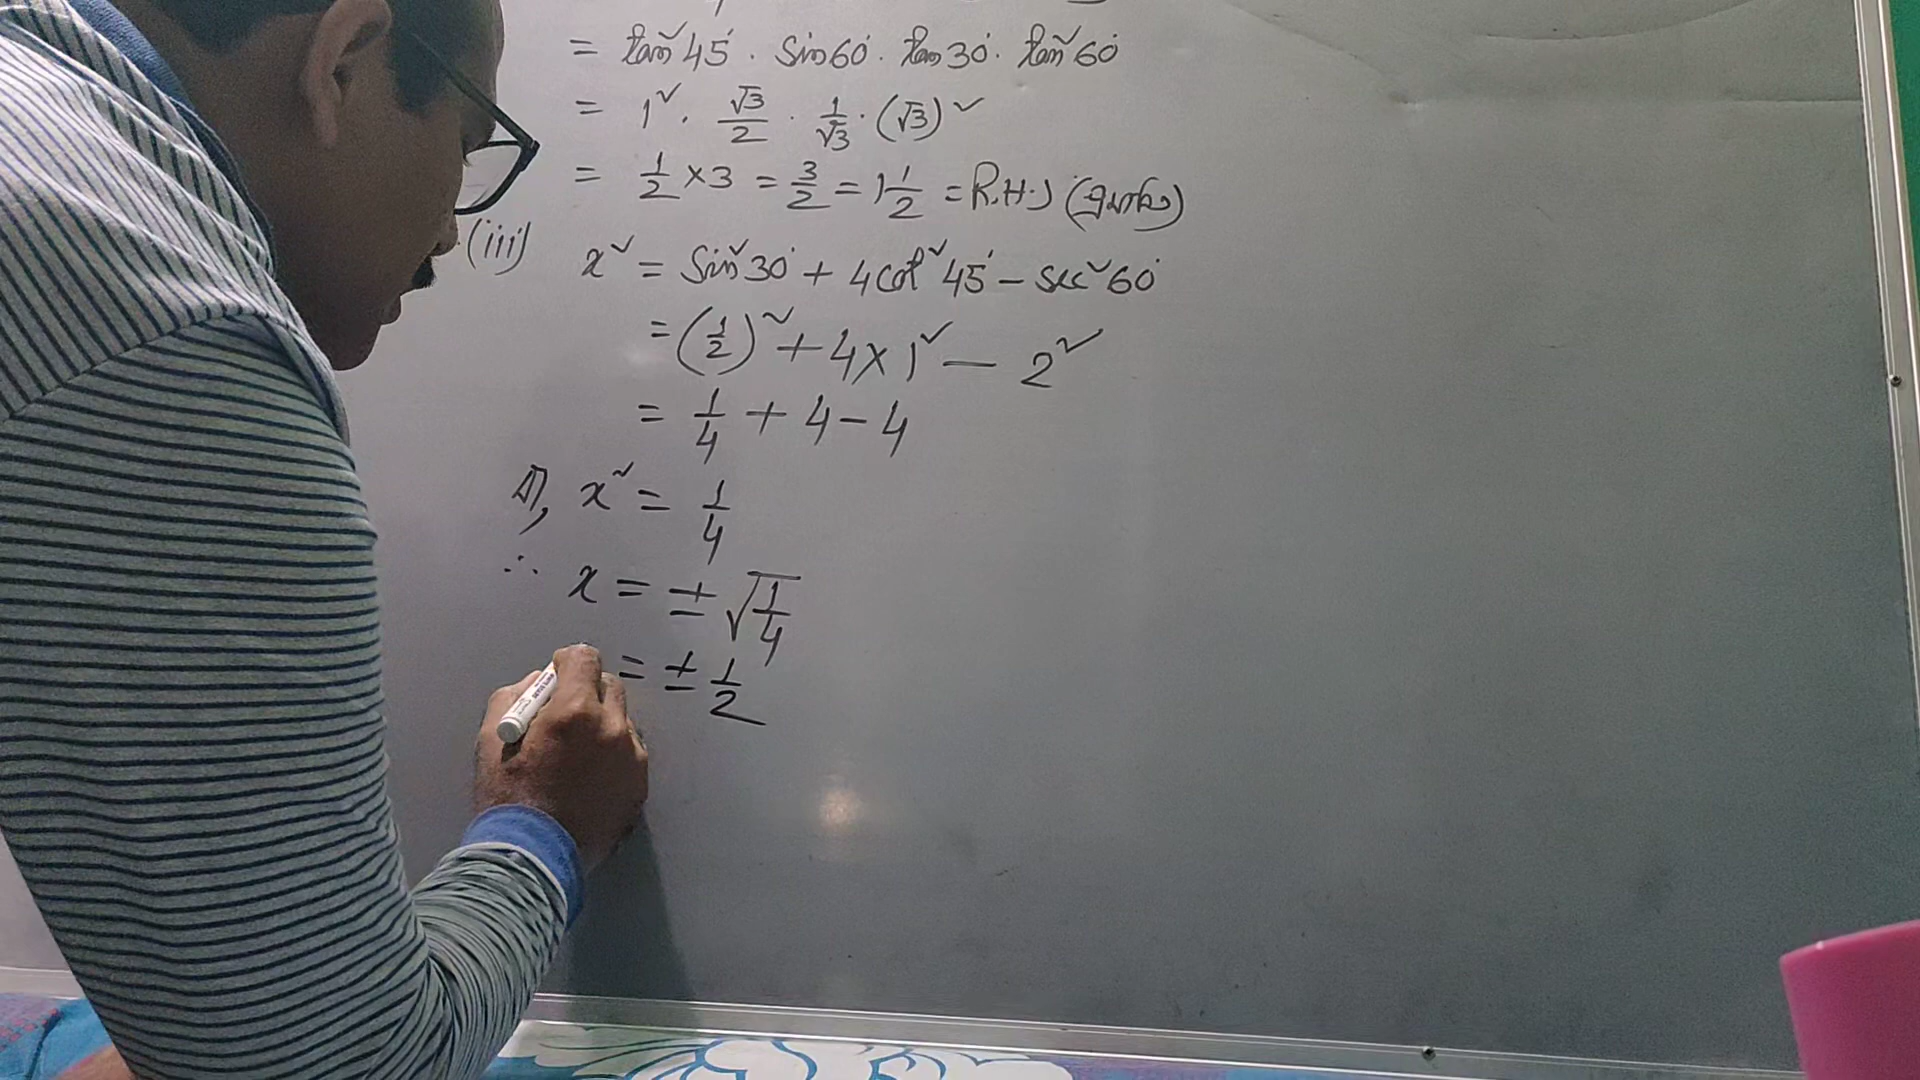 = tan²45° . sin60° . tan30° . tan²60°
= 1² . √3/2 . 1/√3 . (√3)²
= 1/2 × 3 = 3/2 = 1 1/2 = R.H.S (প্রমাণিত)
(iii) x² = sin²30° + 4cot²45° – sec²60°
= (1/2)² + 4×1² – 2²
= 1/4 + 4 – 4
বা, x² = 1/4
∴ x = ± √1/4
= ± 1/2